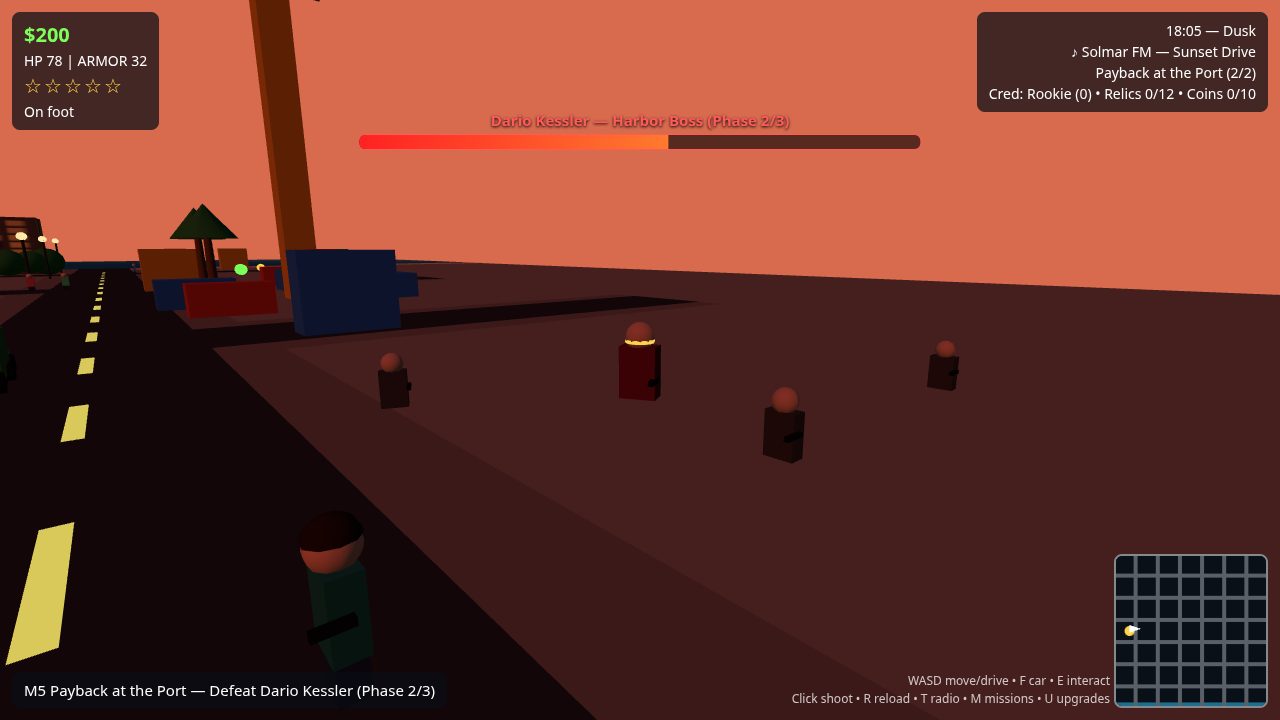 $200
HP 78 | ARMOR 32
☆☆☆☆☆
On foot
18:05 — Dusk
♪ Solmar FM — Sunset Drive
Payback at the Port (2/2)
Cred: Rookie (0) • Relics 0/12 • Coins 0/10
Dario Kessler — Harbor Boss (Phase 2/3)
M5 Payback at the Port — Defeat Dario Kessler (Phase 2/3)
WASD move/drive • F car • E interact
Click shoot • R reload • T radio • M missions • U upgrades